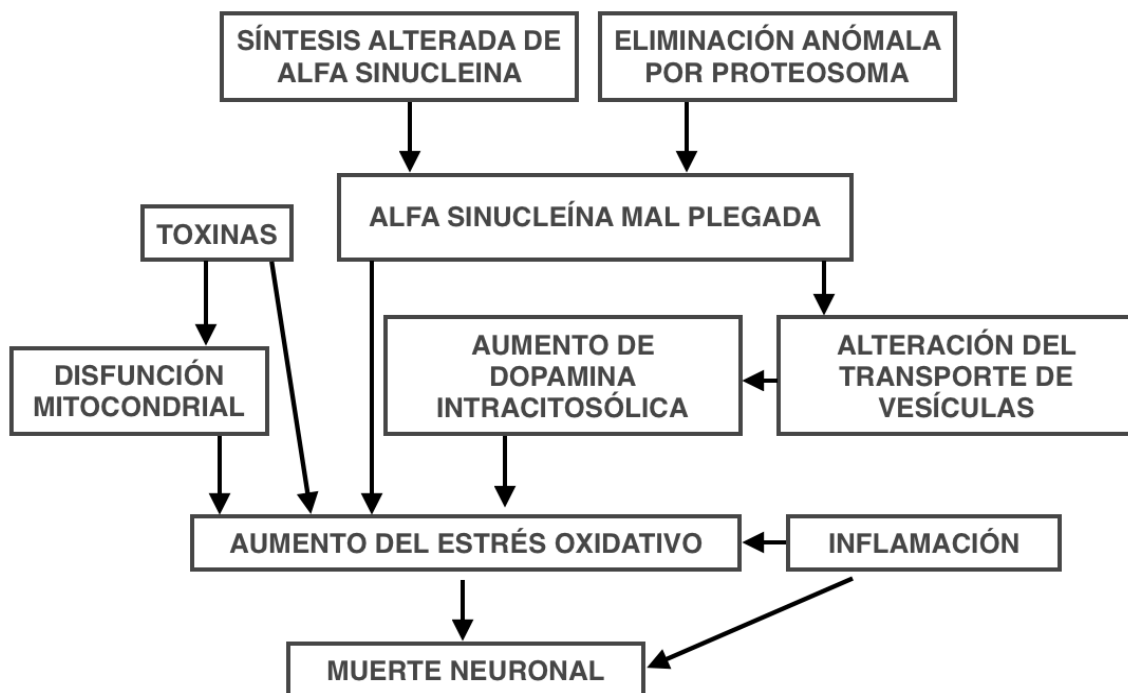 SÍNTESIS ALTERADA DE
ALFA SINUCLEINA
ELIMINACIÓN ANÓMALA
POR PROTEOSOMA
ALFA SINUCLEÍNA MAL PLEGADA
TOXINAS
DISFUNCIÓN
MITOCONDRIAL
AUMENTO DE
DOPAMINA
INTRACITOSÓLICA
ALTERACIÓN DEL
TRANSPORTE DE
VESÍCULAS
AUMENTO DEL ESTRÉS OXIDATIVO
INFLAMACIÓN
MUERTE NEURONAL